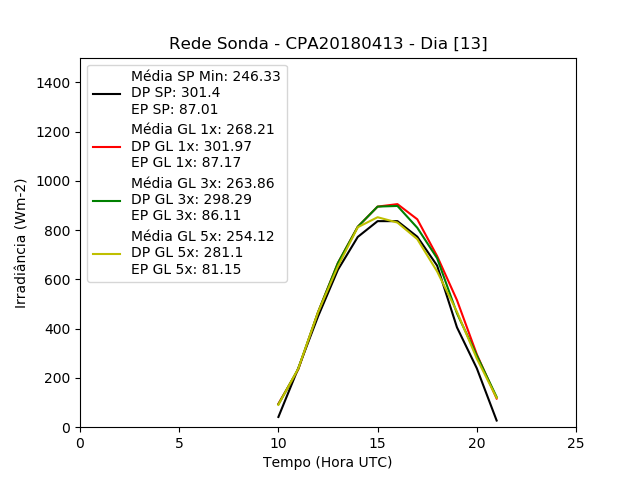 Rede Sonda - CPA20180413 - Dia [13]
Média SP Min: 246.33
DP SP: 301.4
EP SP: 87.01
Média GL 1x: 268.21
DP GL 1x: 301.97
EP GL 1x: 87.17
Média GL 3x: 263.86
DP GL 3x: 298.29
EP GL 3x: 86.11
Média GL 5x: 254.12
DP GL 5x: 281.1
EP GL 5x: 81.15
Irradiância (Wm-2)
1400
1200
1000
800
600
400
200
0
0 5 10 15 20 25
Tempo (Hora UTC)